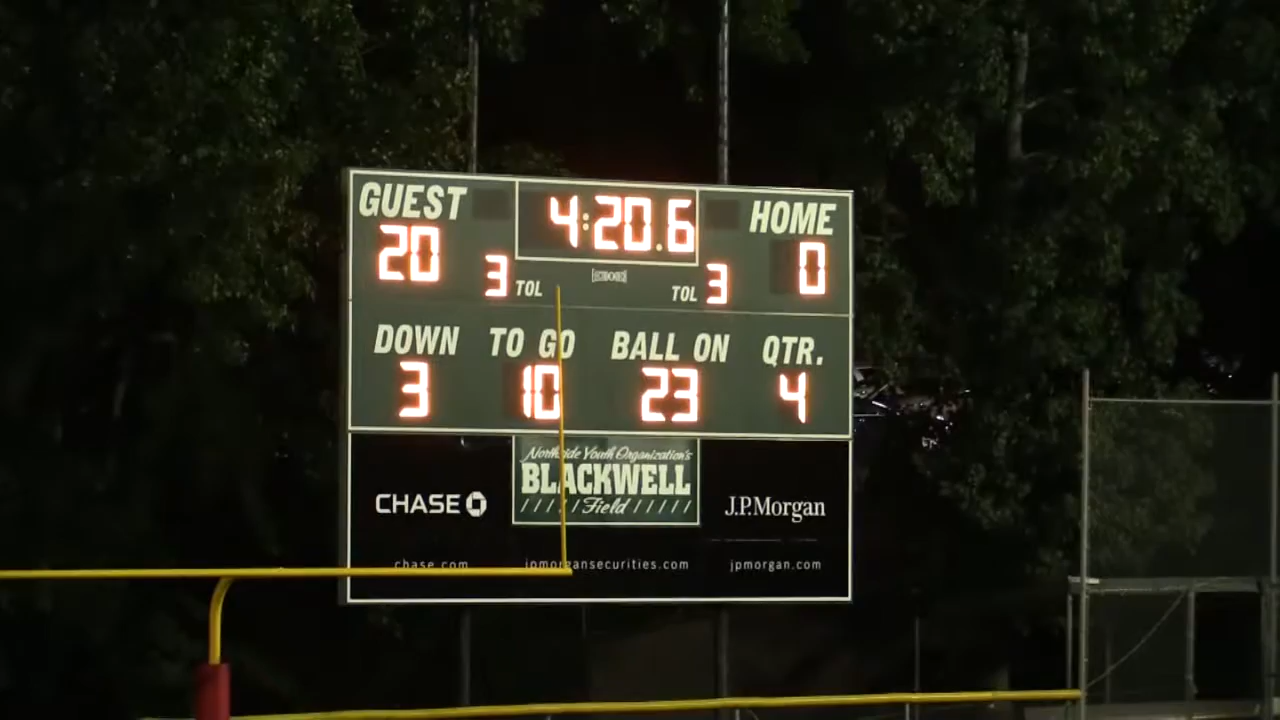 GUEST 4:20.6 HOME
20 3 TOL TOL 3 0
DOWN TO GO BALL ON QTR.
3 10 23 4
Northside Youth Organization's
BLACKWELL
Field
CHASE J.P.Morgan
chase.com jpmorgansecurities.com jpmorgan.com